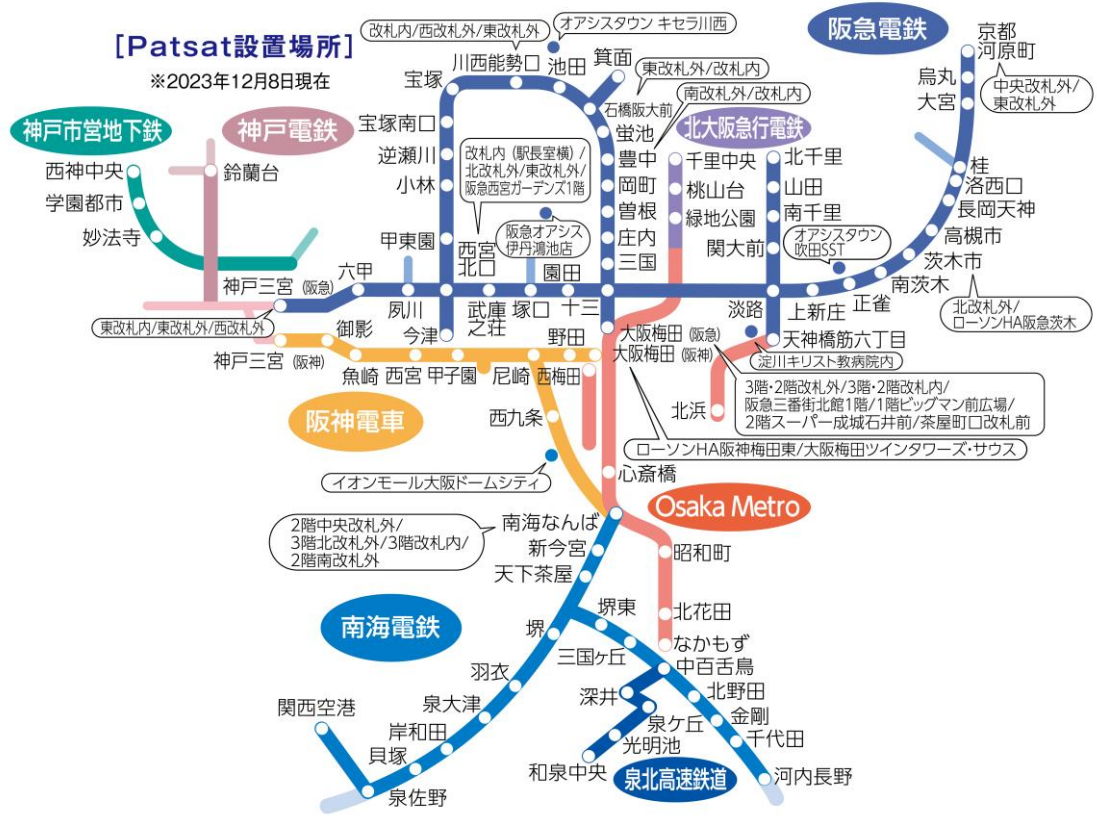 [Patsat設置場所]
※2023年12月8日現在
改札内/西改札外/東改札外
オアシスタウン キセラ川西
阪急電鉄
京都
河原町
中央改札外/
東改札外
烏丸
大宮
川西能勢口
池田
箕面
宝塚
東改札外/改札内
石橋阪大前
南改札外/改札内
神戸市営地下鉄
神戸電鉄
宝塚南口
蛍池
北大阪急行電鉄
西神中央
鈴蘭台
逆瀬川
改札内（駅長室横）/
北改札外/東改札外/
阪急西宮ガーデンズ1階
豊中
千里中央
北千里
桂
学園都市
小林
岡町
桃山台
山田
洛西口
妙法寺
曽根
緑地公園
南千里
長岡天神
甲東園
西宮
北口
阪急オアシス
伊丹鴻池店
庄内
関大前
オアシスタウン
吹田SST
高槻市
三国
茨木市
神戸三宮（阪急）
六甲
園田
南茨木
東改札内/東改札外/西改札外
夙川
武庫
之荘
塚口
十三
淡路
上新庄
正雀
北改札外/
ローソンHA阪急茨木
御影
今津
野田
大阪梅田（阪急）
天神橋筋六丁目
神戸三宮（阪神）
大阪梅田（阪神）
淀川キリスト教病院内
魚崎
西宮
甲子園
尼崎
西梅田
3階・2階改札外/3階・2階改札内/
阪急三番街北館1階/1階ビッグマン前広場/
2階スーパー成城石井前/茶屋町口改札前
阪神電車
西九条
北浜
ローソンHA阪神梅田東/大阪梅田ツインタワーズ・サウス
心斎橋
イオンモール大阪ドームシティ
Osaka Metro
南海なんば
2階中央改札外/
3階北改札外/3階改札内/
2階南改札外
新今宮
昭和町
天下茶屋
南海電鉄
堺東
北花田
堺
なかもず
三国ヶ丘
中百舌鳥
羽衣
深井
北野田
関西空港
泉大津
泉ケ丘
金剛
岸和田
光明池
千代田
貝塚
和泉中央
泉北高速鉄道
河内長野
泉佐野